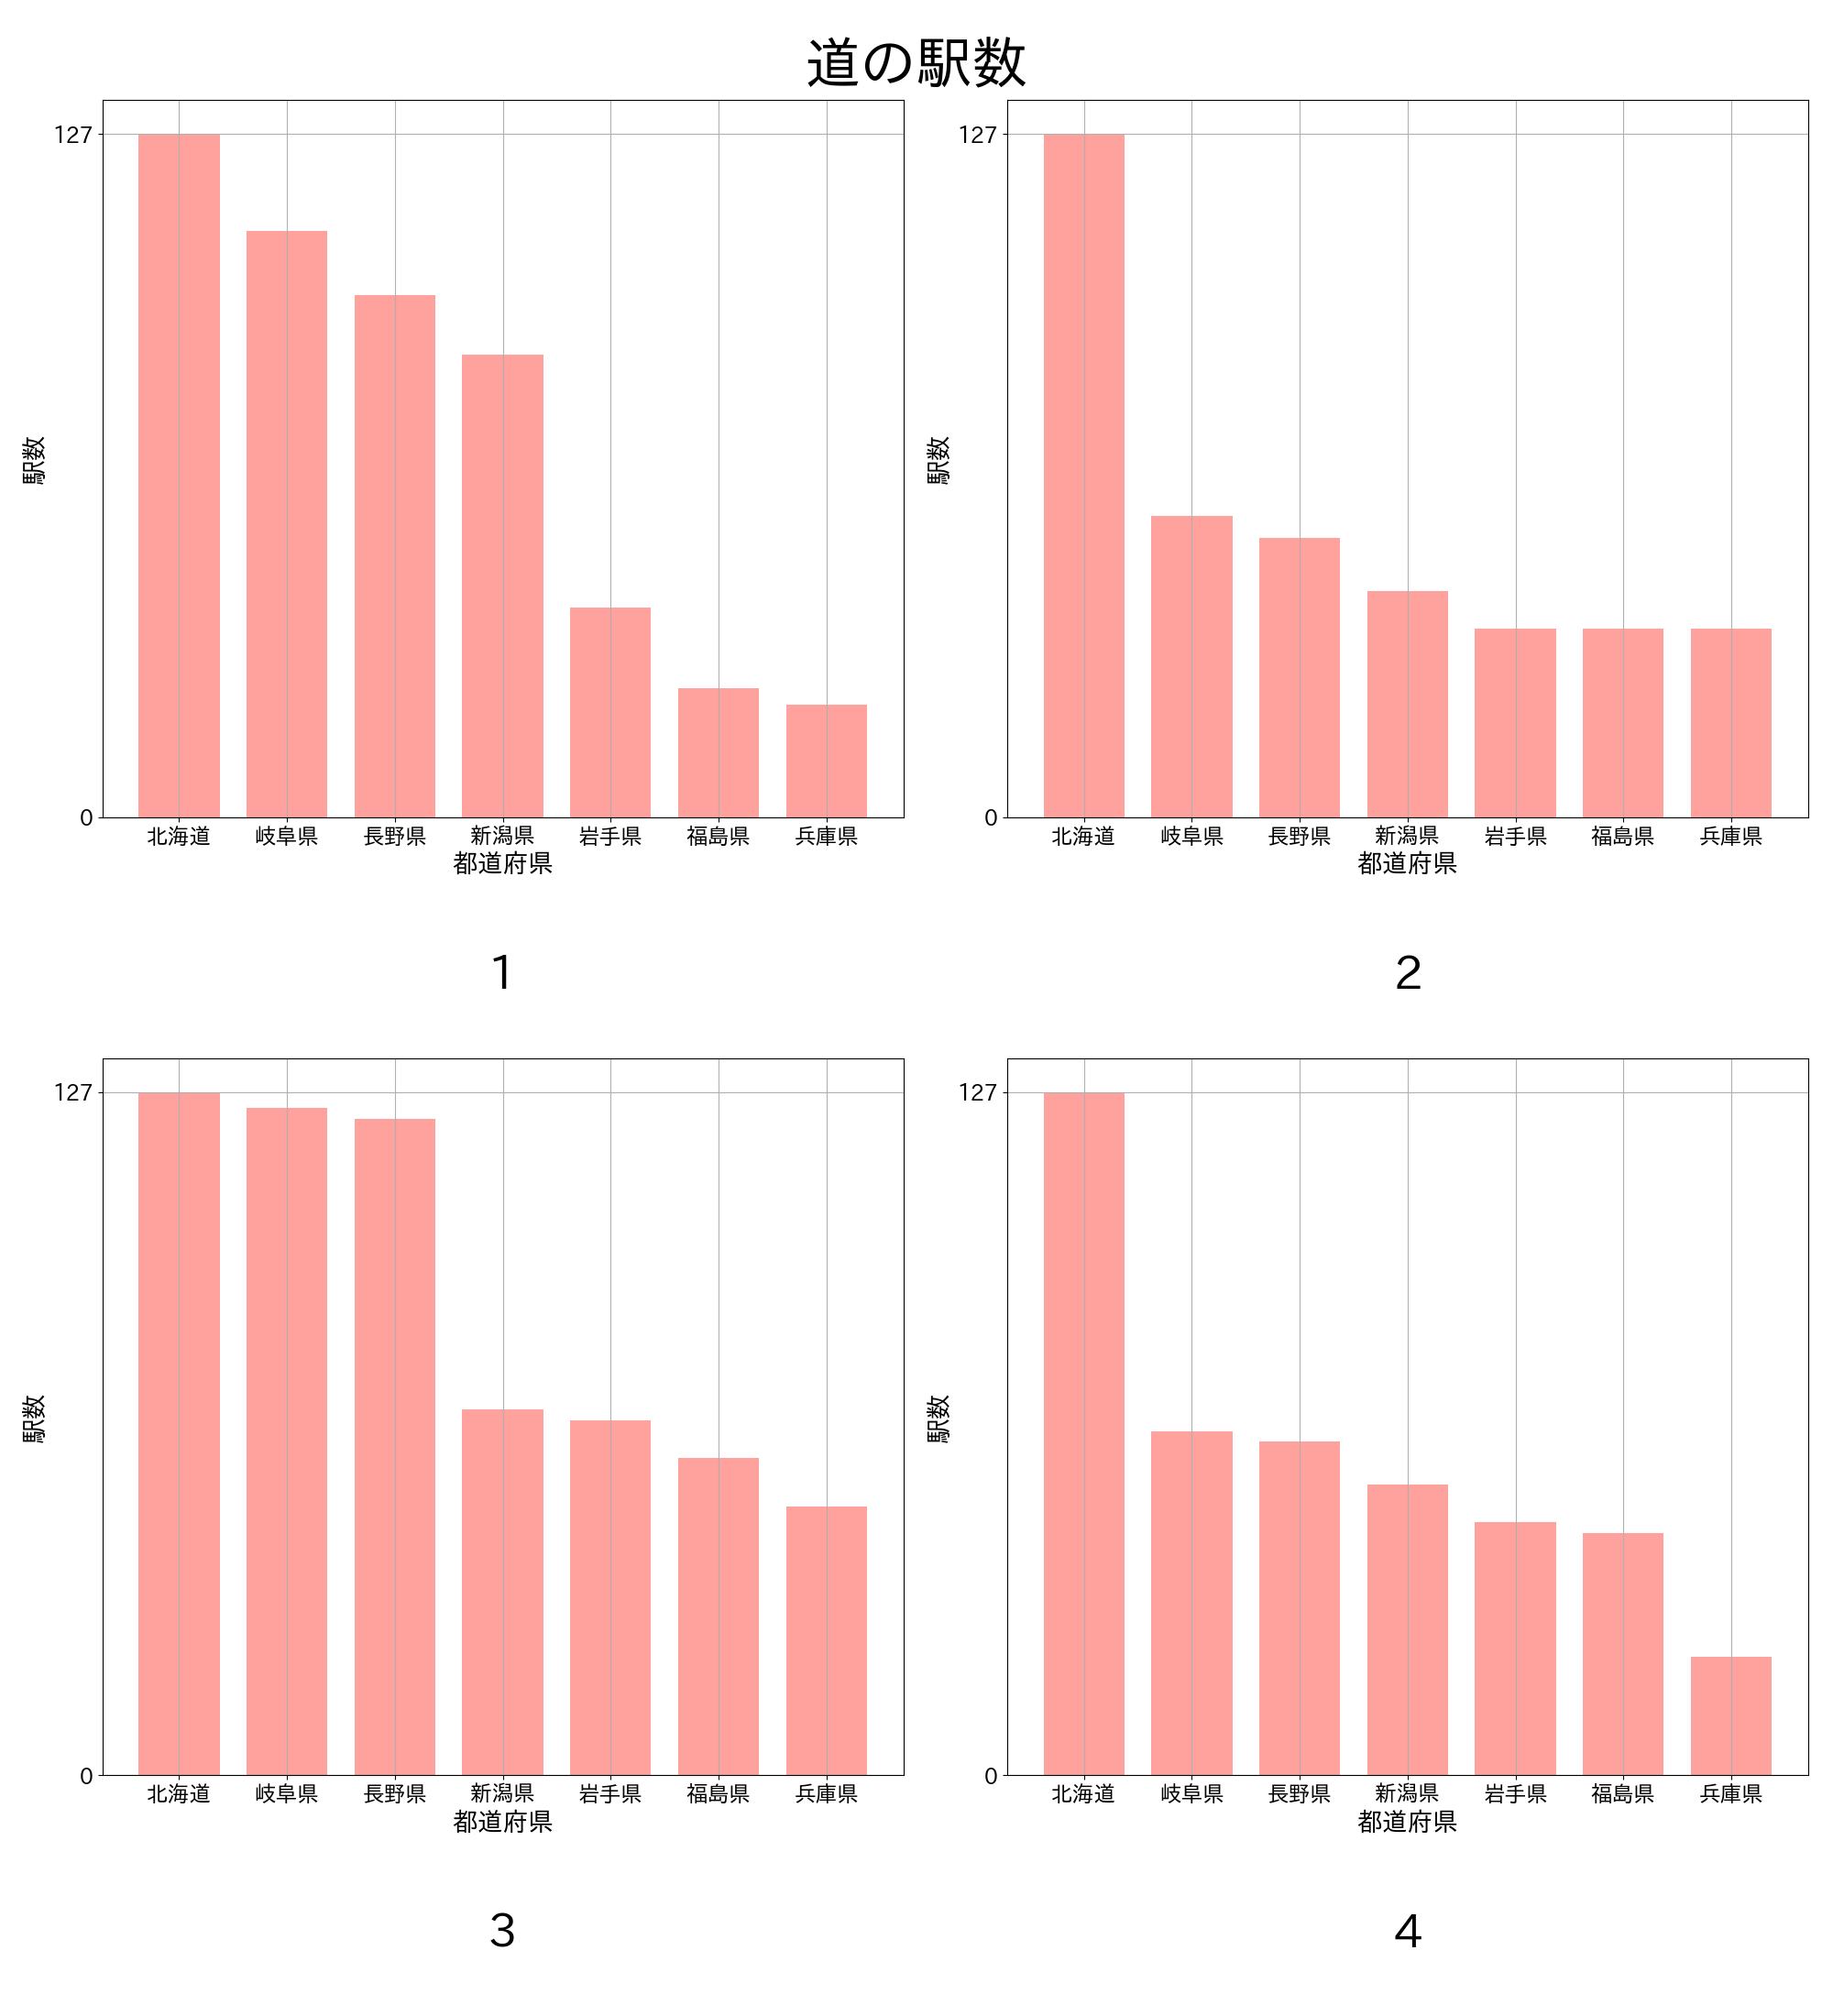 道の駅数
127
0
駅数
北海道 岐阜県 長野県 新潟県 岩手県 福島県 兵庫県
都道府県
1
127
0
駅数
北海道 岐阜県 長野県 新潟県 岩手県 福島県 兵庫県
都道府県
2
127
0
駅数
北海道 岐阜県 長野県 新潟県 岩手県 福島県 兵庫県
都道府県
3
127
0
駅数
北海道 岐阜県 長野県 新潟県 岩手県 福島県 兵庫県
都道府県
4